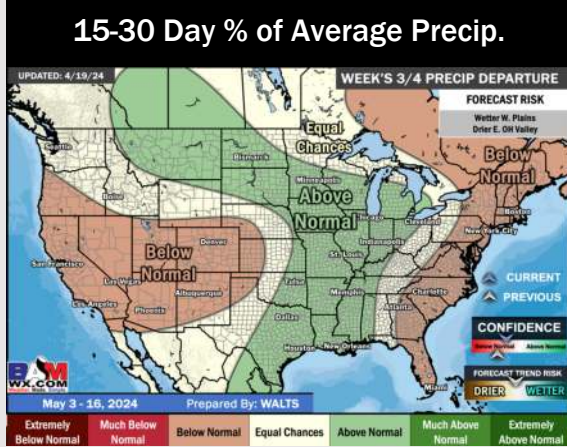 15-30 Day % of Average Precip.
UPDATED: 4/19/24
WEEK'S 3/4 PRECIP DEPARTURE
FORECAST RISK
Wetter W. Plains
Drier E. OH Valley
Seattle
Equal
Chances
Bismarck
Below
Normal
Minneapolis
Above
Normal
Boise
Boston
Chicago
Cleveland
New York City
Below
Normal
Denver
Indianapolis
San Francisco
St. Louis
Las Vegas
CURRENT
PREVIOUS
Tulsa
Memphis
Charlotte
Los Angeles
Albuquerque
Atlanta
Phoenix
Dallas
CONFIDENCE
Below Normal
Above Normal
Houston
New Orleans
BAM
WX.COM
FORECAST TREND RISK
DRIER WETTER
Miami
May 3 - 16, 2024
Prepared By: WALTS
Extremely
Below Normal
Much Below
Normal
Below Normal
Equal Chances
Above Normal
Much Above
Normal
Extremely
Above Normal